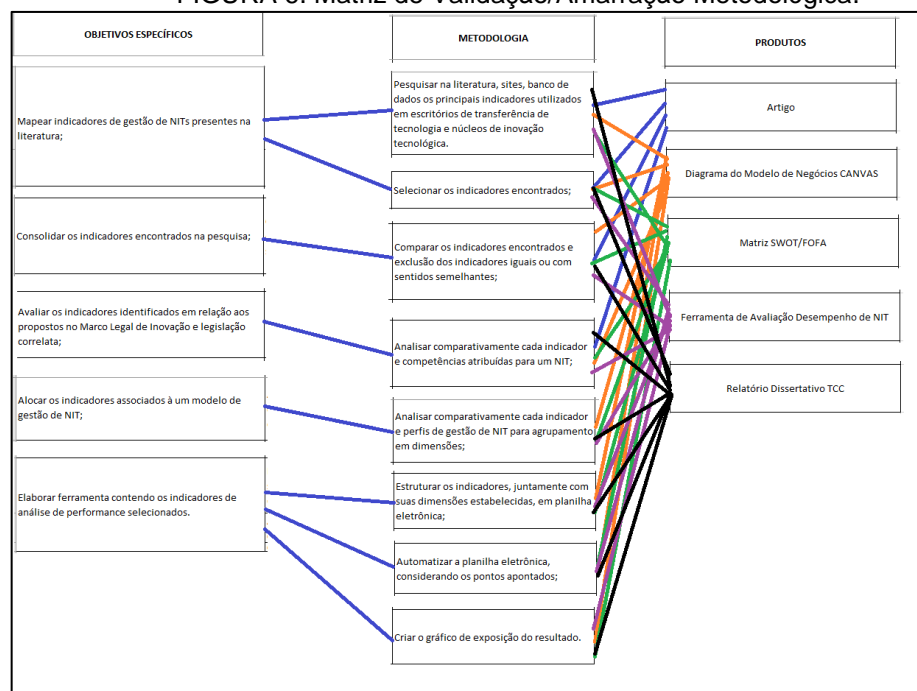 FIGURA 6: Matriz de Validação/Amarração Metodológica.
OBJETIVOS ESPECÍFICOS
Mapear indicadores de gestão de NITs presentes na
literatura;
Consolidar os indicadores encontrados na pesquisa;
Avaliar os indicadores identificados em relação aos
propostos no Marco Legal de Inovação e legislação
correlata;
Alocar os indicadores associados à um modelo de
gestão de NIT;
Elaborar ferramenta contendo os indicadores de
análise de performance selecionados.
METODOLOGIA
Pesquisar na literatura, sites, banco de
dados os principais indicadores utilizados
em escritórios de transferência de
tecnologia e núcleos de inovação
tecnológica.
Selecionar os indicadores encontrados;
Comparar os indicadores encontrados e
exclusão dos indicadores iguais ou com
sentidos semelhantes;
Analisar comparativamente cada indicador
e competências atribuídas para um NIT;
Analisar comparativamente cada indicador
e perfis de gestão de NIT para agrupamento
em dimensões;
Estruturar os indicadores, juntamente com
suas dimensões estabelecidas, em planilha
eletrônica;
Automatizar a planilha eletrônica,
considerando os pontos apontados;
Criar o gráfico de exposição do resultado.
PRODUTOS
Artigo
Diagrama do Modelo de Negócios CANVAS
Matriz SWOT/FOFA
Ferramenta de Avaliação Desempenho de NIT
Relatório Dissertativo TCC